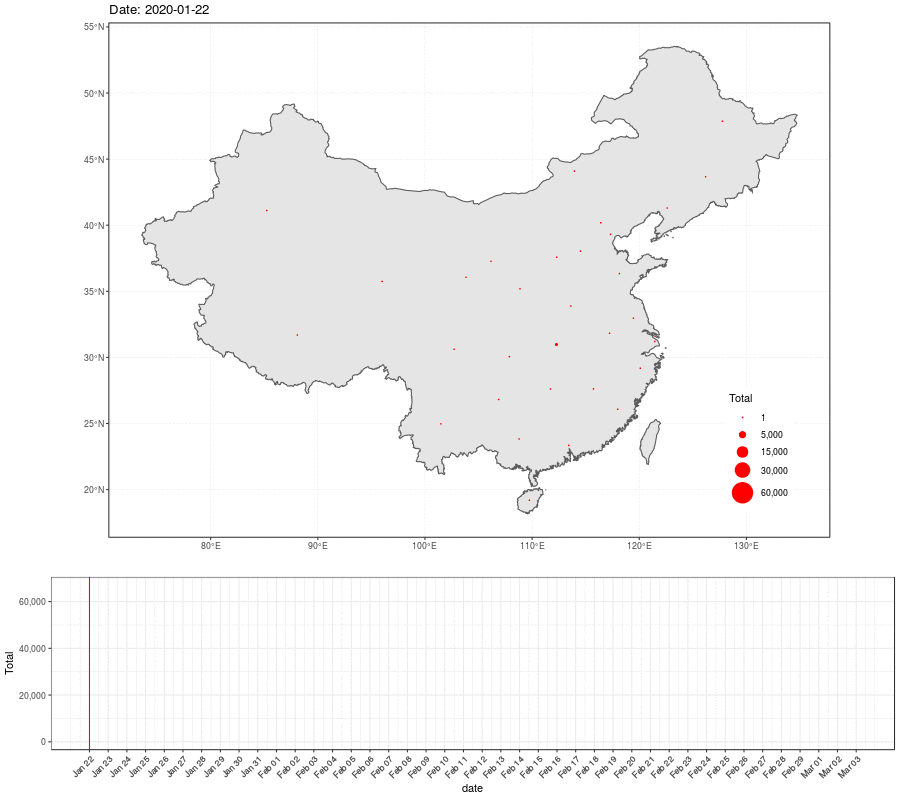 Date: 2020-01-22
55°N
50°N
45°N
40°N
35°N
30°N
25°N
20°N
80°E 90°E 100°E 110°E 120°E 130°E
Total
1
5,000
15,000
30,000
60,000
Total
60,000
40,000
20,000
0
Jan 22 Jan 23 Jan 24 Jan 25 Jan 26 Jan 27 Jan 28 Jan 29 Jan 30 Jan 31 Feb 01 Feb 02 Feb 03 Feb 04 Feb 05 Feb 06 Feb 07 Feb 08 Feb 09 Feb 10 Feb 11 Feb 12 Feb 13 Feb 14 Feb 15 Feb 16 Feb 17 Feb 18 Feb 19 Feb 20 Feb 21 Feb 22 Feb 23 Feb 24 Feb 25 Feb 26 Feb 27 Feb 28 Feb 29 Mar 01 Mar 02 Mar 03
date